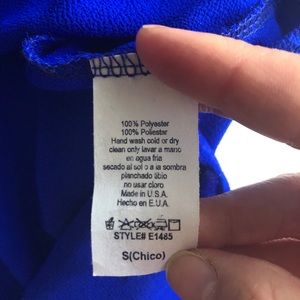 100% Polyester
100% Poliester
Hand wash cold or dry
clean only lavar a mano
en agua fria
secado al sol o a la sombra
planchado tibio
no usar cloro
Made in U.S.A.
Hecho en E.U.A.
STYLE# E1485
S(Chico)